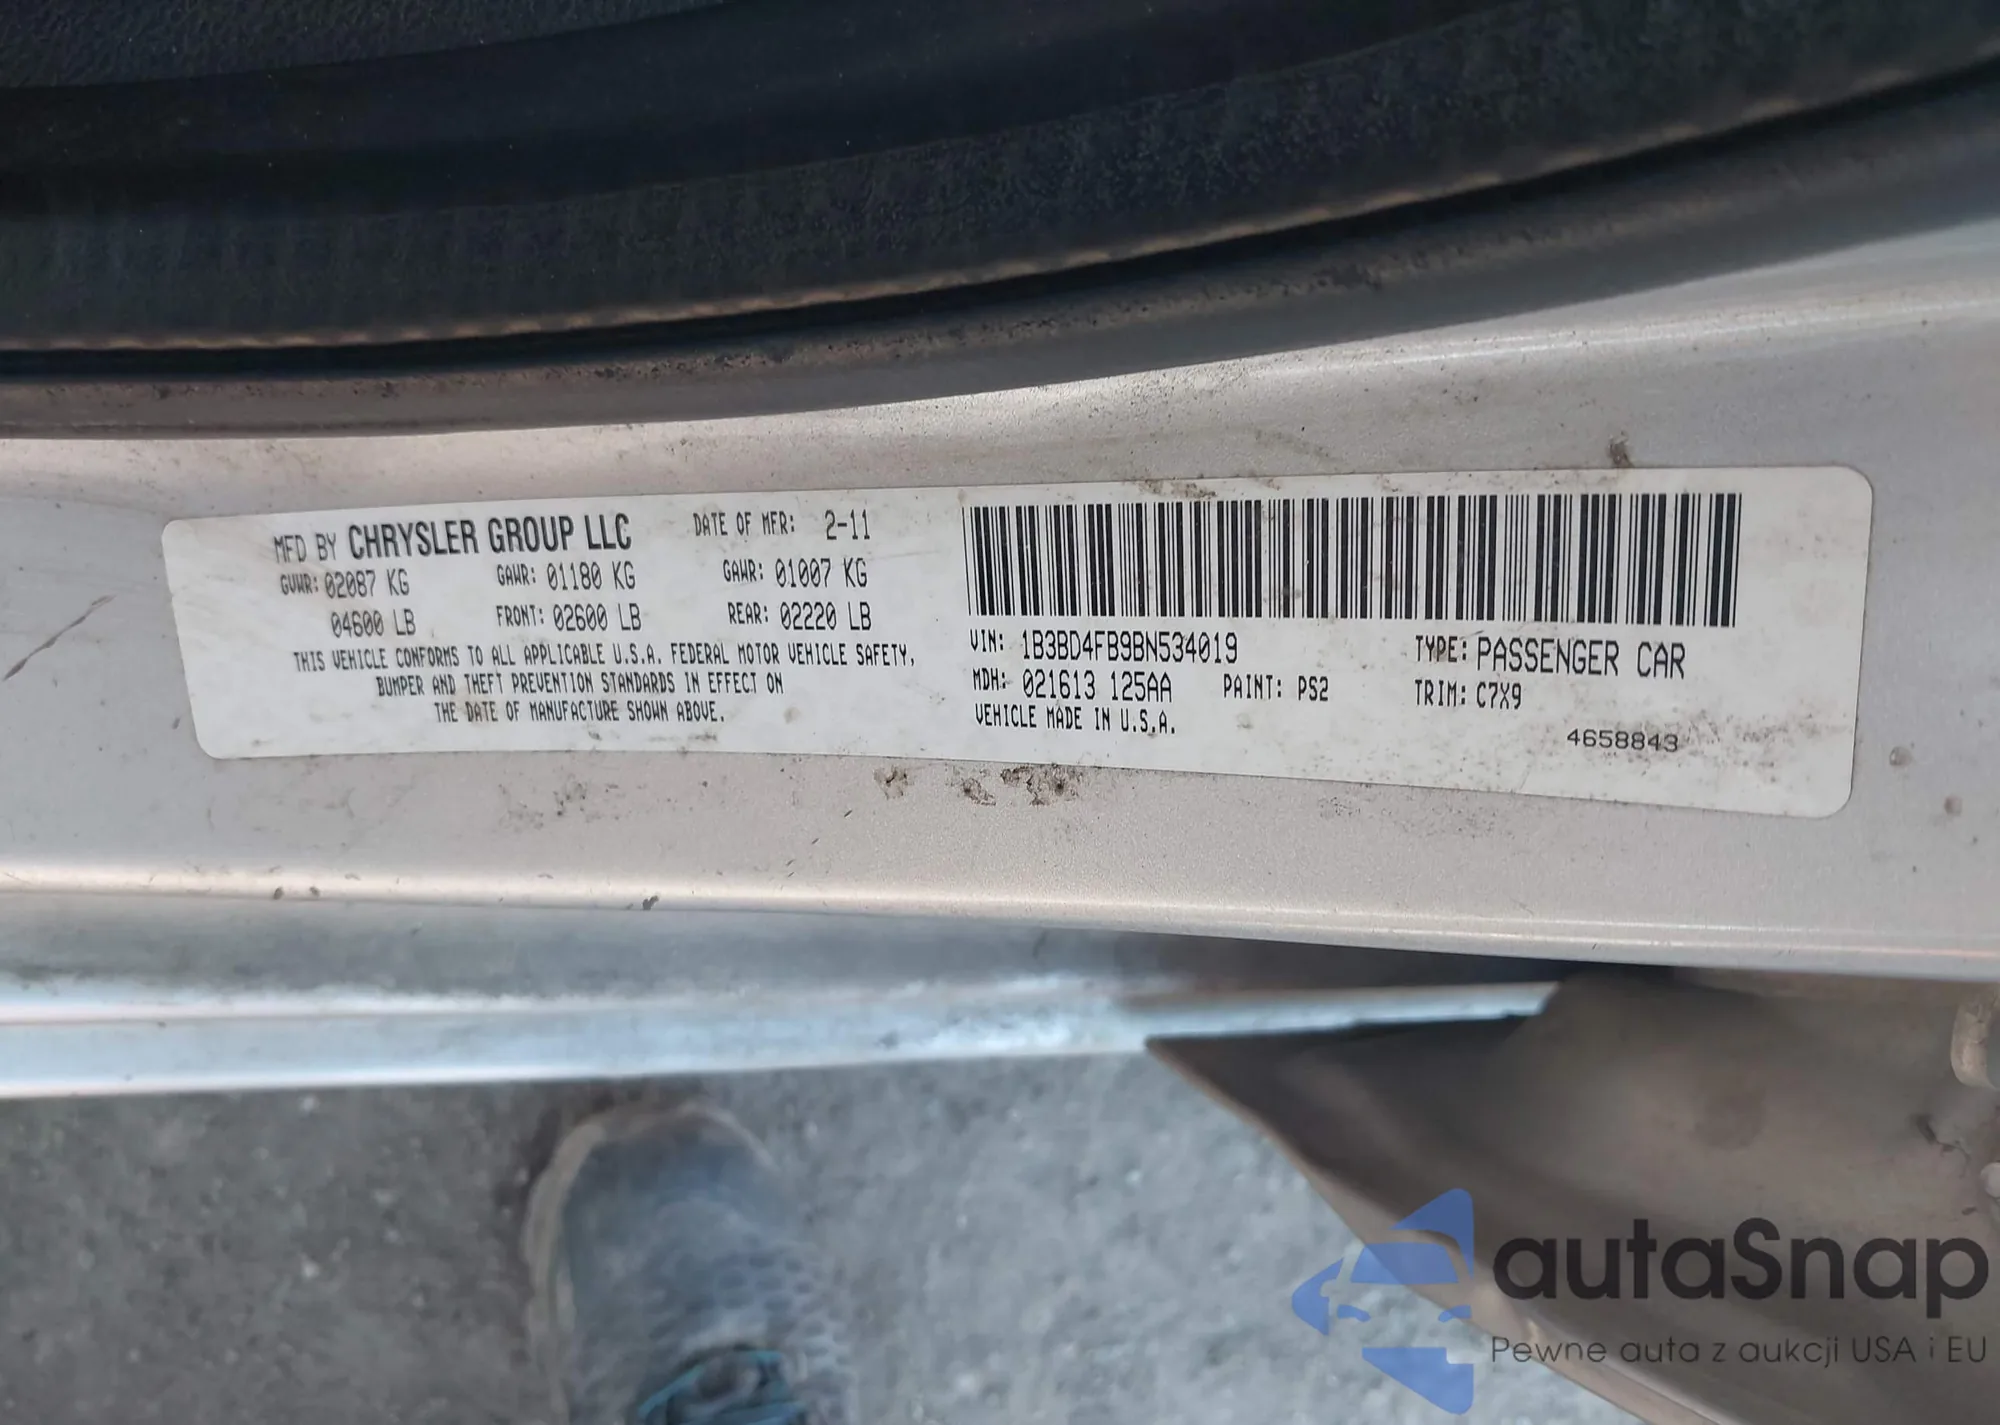 MFD BY CHRYSLER GROUP LLC DATE OF MFR: 2-11
GVWR: 02087 KG GAWR: 01180 KG GAWR: 01007 KG
04600 LB FRONT: 02600 LB REAR: 02220 LB
THIS VEHICLE CONFORMS TO ALL APPLICABLE U.S.A. FEDERAL MOTOR VEHICLE SAFETY,
BUMPER AND THEFT PREVENTION STANDARDS IN EFFECT ON
THE DATE OF MANUFACTURE SHOWN ABOVE.
VIN: 1B3BD4FB9BN534019 TYPE: PASSENGER CAR
MDH: 021613 125AA PAINT: PS2 TRIM: C7X9
VEHICLE MADE IN U.S.A.
4658843
autaSnap
Pewne auta z aukcji USA i EU